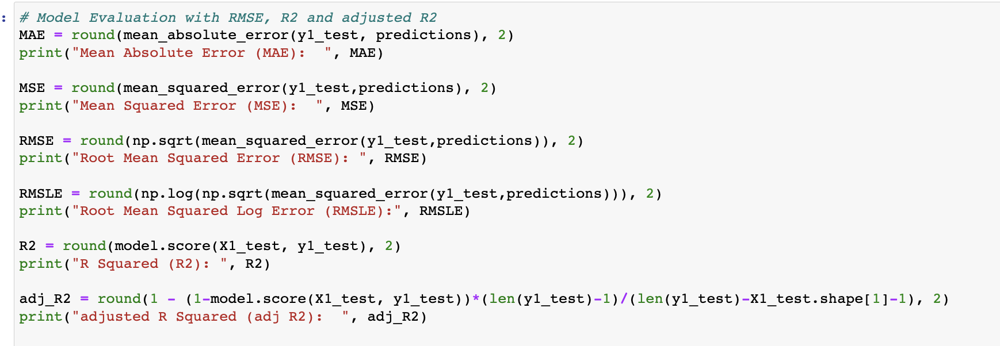 :
# Model Evaluation with RMSE, R2 and adjusted R2
MAE = round(mean_absolute_error(y1_test, predictions), 2)
print("Mean Absolute Error (MAE):  ", MAE)
MSE = round(mean_squared_error(y1_test,predictions), 2)
print("Mean Squared Error (MSE):  ", MSE)
RMSE = round(np.sqrt(mean_squared_error(y1_test,predictions)), 2)
print("Root Mean Squared Error (RMSE): ", RMSE)
RMSLE = round(np.log(np.sqrt(mean_squared_error(y1_test,predictions))), 2)
print("Root Mean Squared Log Error (RMSLE):", RMSLE)
R2 = round(model.score(X1_test, y1_test), 2)
print("R Squared (R2): ", R2)
adj_R2 = round(1 - (1-model.score(X1_test, y1_test))*(len(y1_test)-1)/(len(y1_test)-X1_test.shape[1]-1), 2)
print("adjusted R Squared (adj R2):  ", adj_R2)